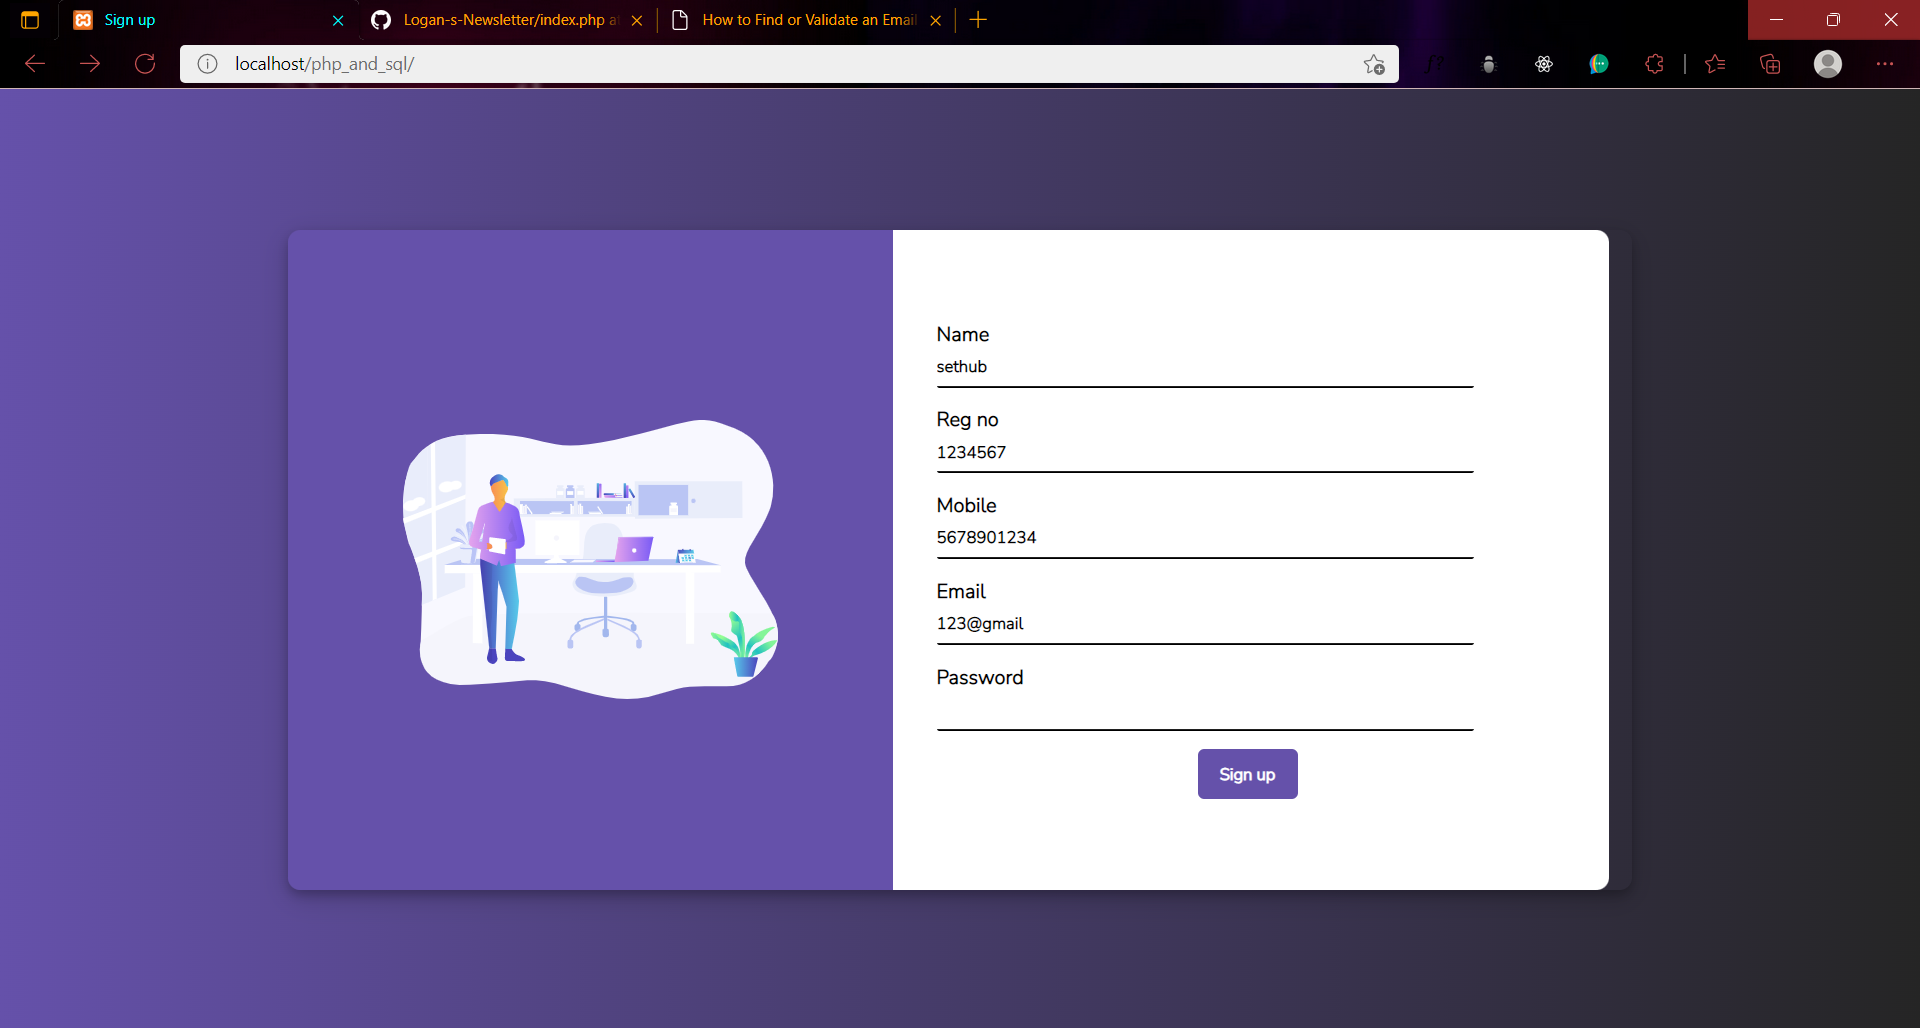 Sign up
Logan-s-Newsletter/index.php a
How to Find or Validate an Email
localhost/php_and_sql/
Name
sethub
Reg no
1234567
Mobile
5678901234
Email
123@gmail
Password
Sign up